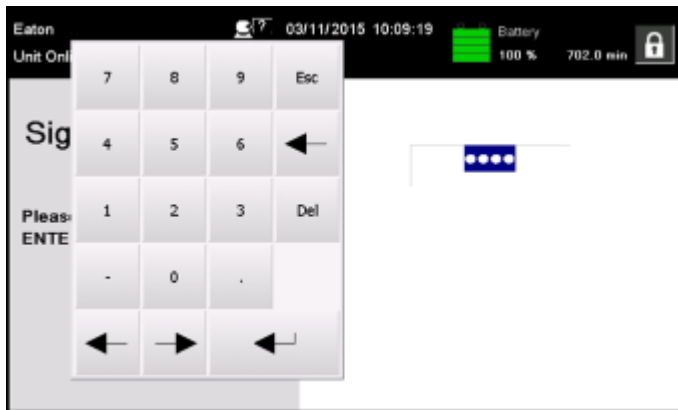 Eaton 03/11/2015 10:09:19 Battery
Unit Onli 100 % 702.0 min
7 8 9 Esc
Sig
4 5 6
1 2 3 Del
Pleas
ENTE
- 0 .